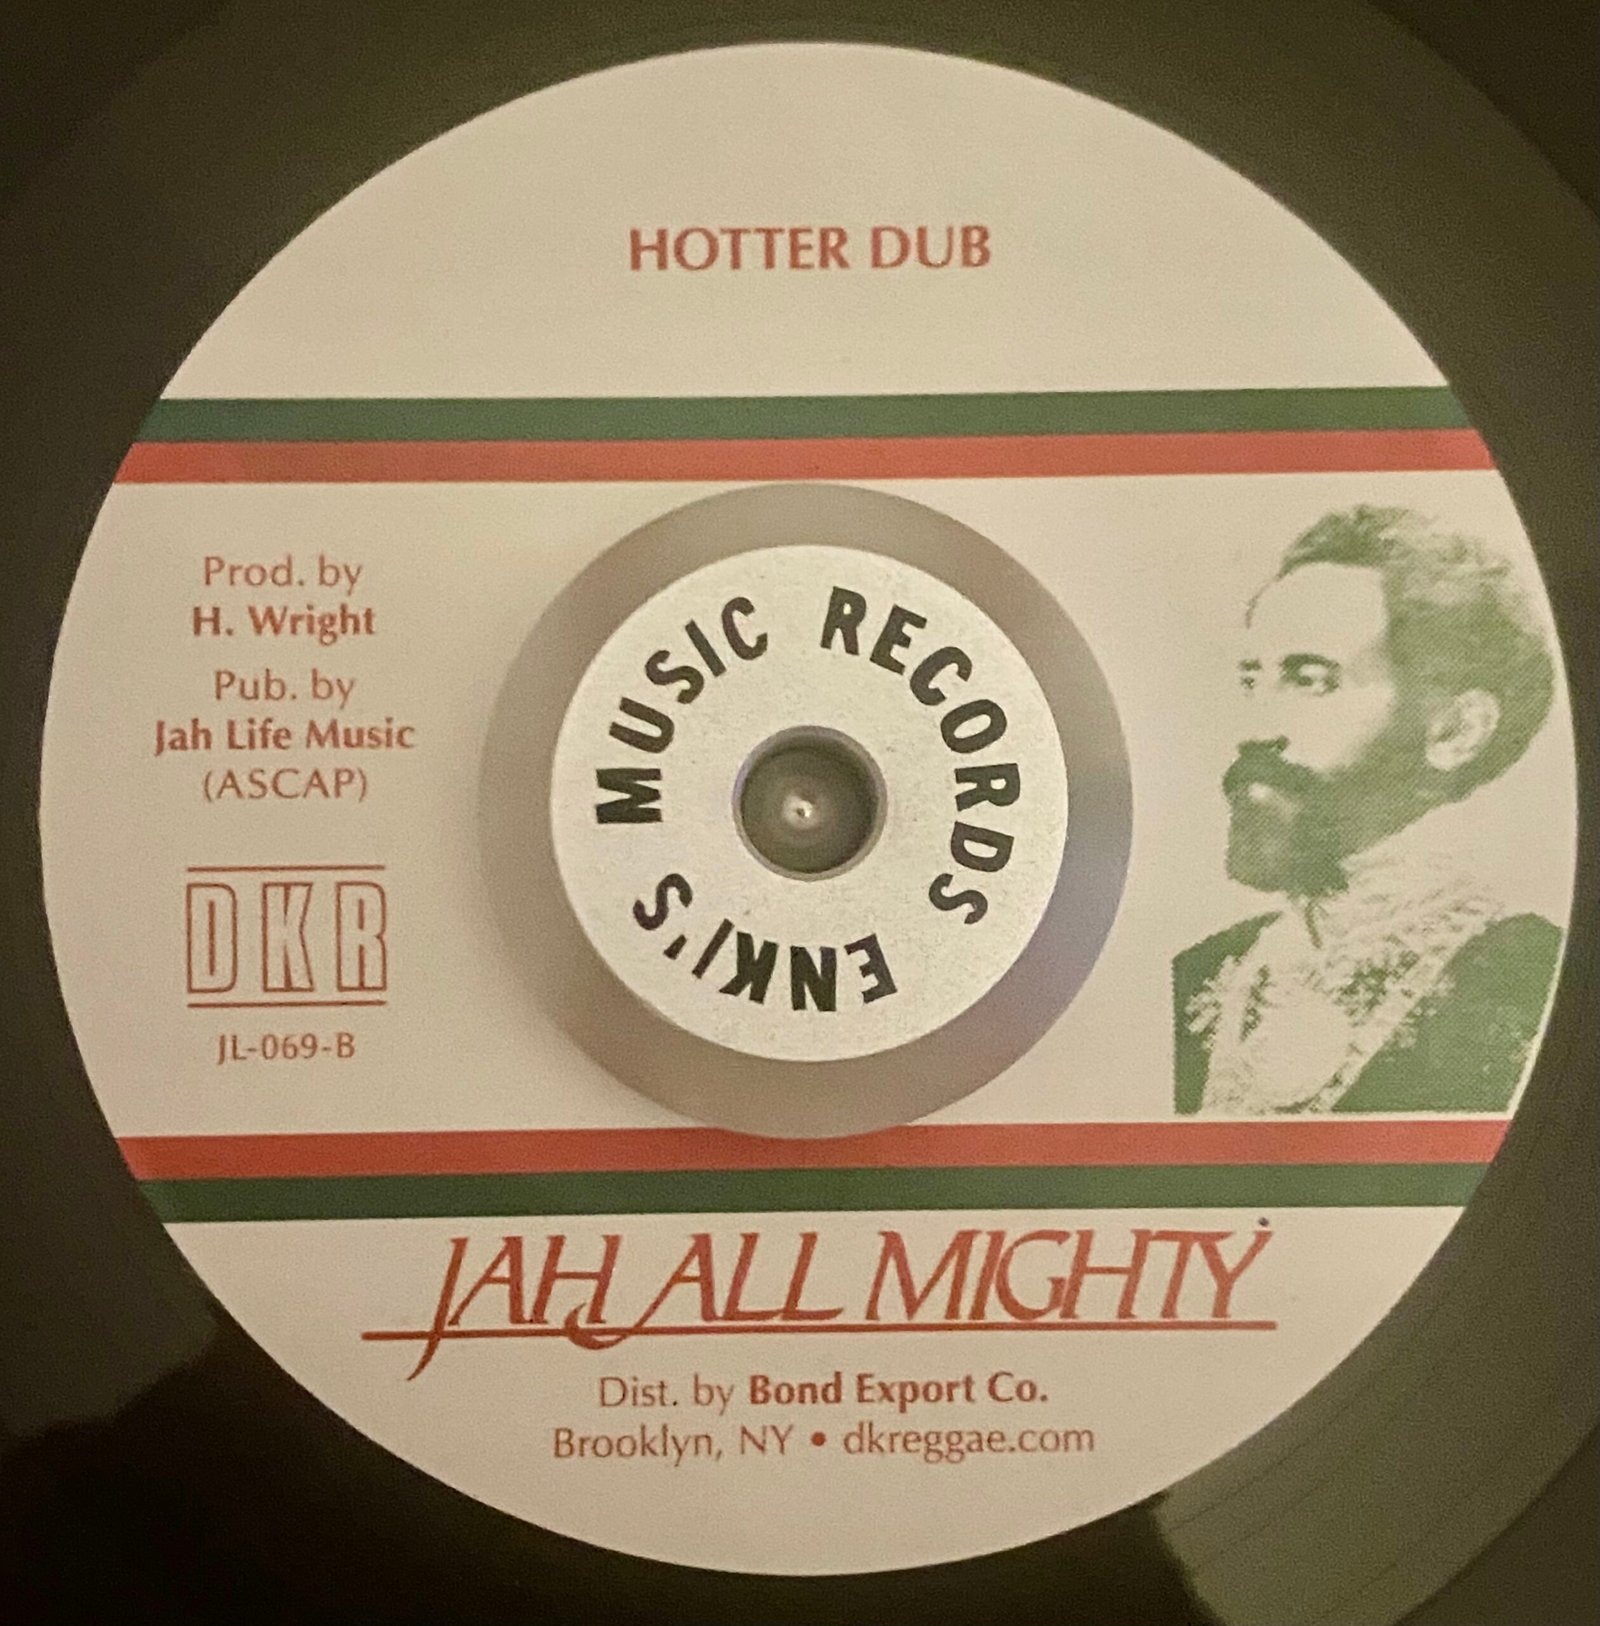 HOTTER DUB
Prod. by
H. Wright
Pub. by
Jah Life Music
(ASCAP)
DKR
JL-069-B
ENKI'S MUSIC RECORDS
JAH ALL MIGHTY
Dist. by Bond Export Co.
Brooklyn, NY • dkreggae.com